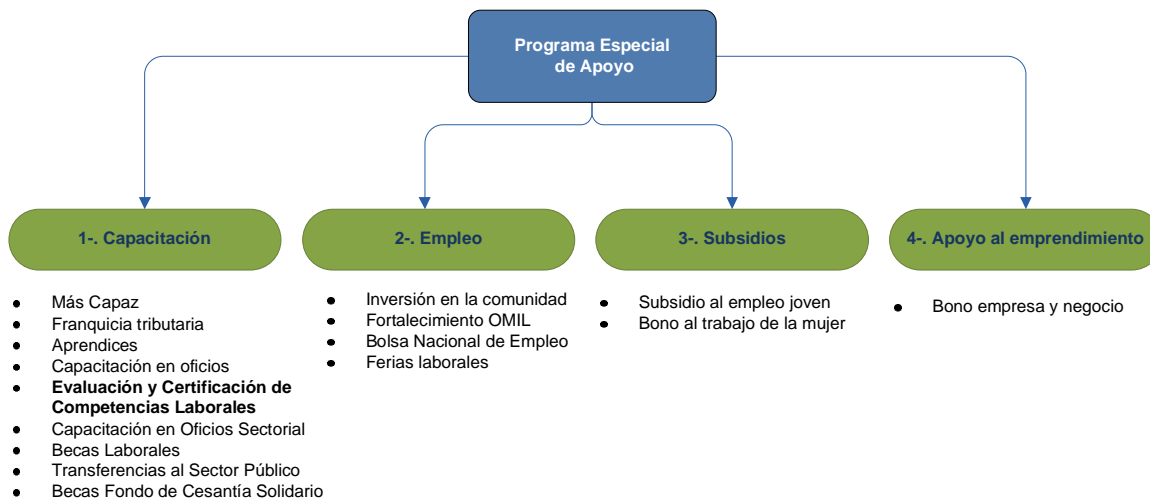 Programa Especial
de Apoyo
1-. Capacitación
2-. Empleo
3-. Subsidios
4-. Apoyo al emprendimiento
● Más Capaz
● Franquicia tributaria
● Aprendices
● Capacitación en oficios
● Evaluación y Certificación de
Competencias Laborales
● Capacitación en Oficios Sectorial
● Becas Laborales
● Transferencias al Sector Público
● Becas Fondo de Cesantía Solidario
● Inversión en la comunidad
● Fortalecimiento OMIL
● Bolsa Nacional de Empleo
● Ferias laborales
● Subsidio al empleo joven
● Bono al trabajo de la mujer
● Bono empresa y negocio